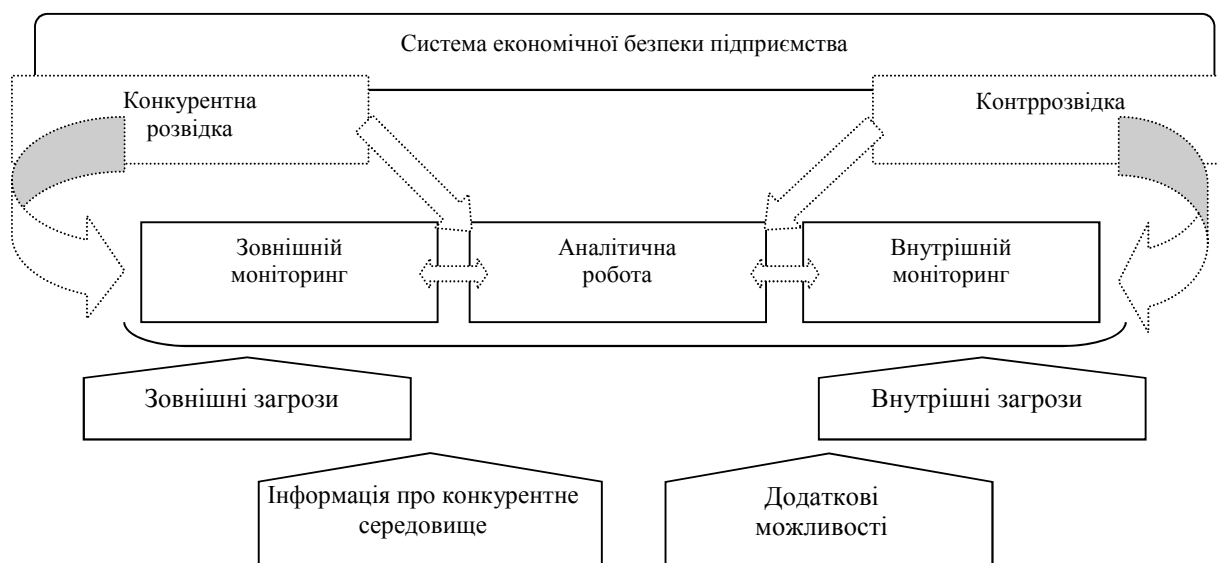 Система економічної безпеки підприємства
Конкурентна
розвідка
Контррозвідка
Зовнішній
моніторинг
Аналітична
робота
Внутрішній
моніторинг
Зовнішні загрози
Внутрішні загрози
Інформація про конкурентне
середовище
Додаткові
можливості